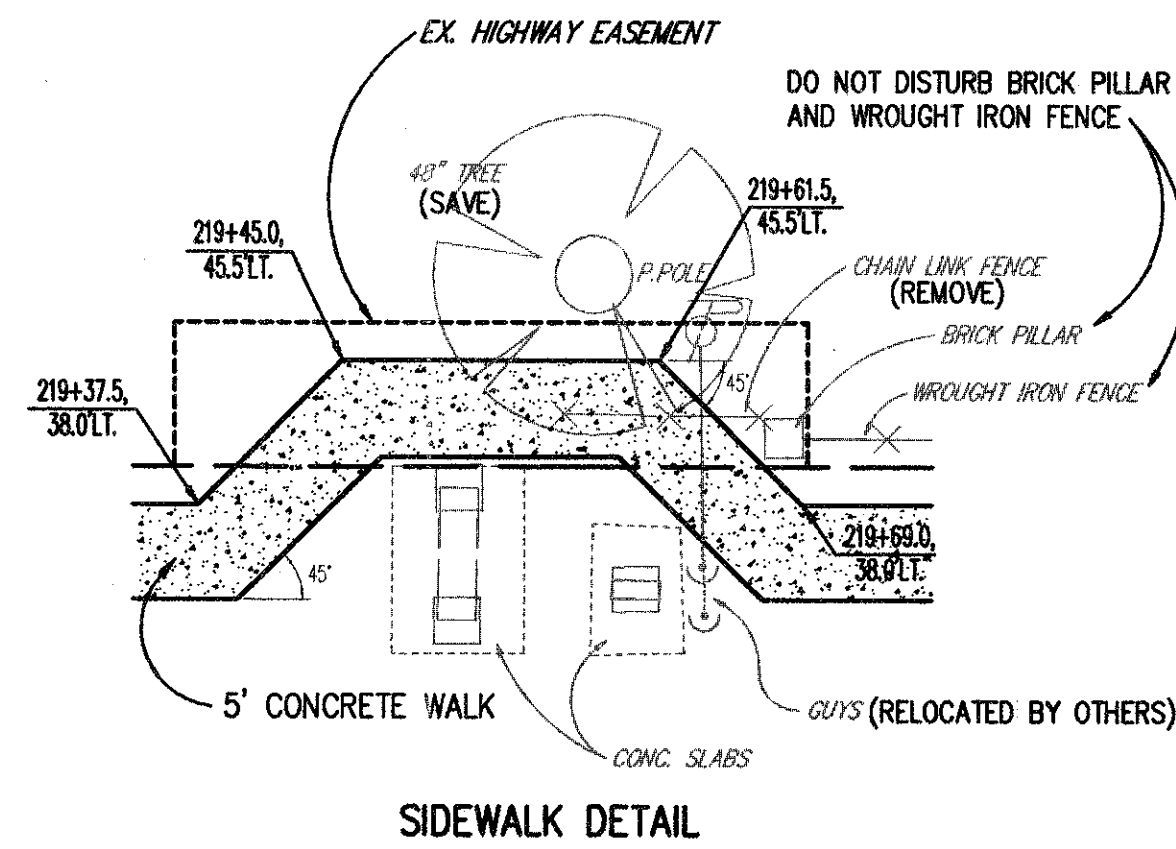 EX. HIGHWAY EASEMENT
DO NOT DISTURB BRICK PILLAR
AND WROUGHT IRON FENCE
48" TREE
(SAVE)
219+61.5,
45.5'LT.
219+45.0,
45.5'LT.
P.POLE
CHAIN LINK FENCE
(REMOVE)
BRICK PILLAR
45°
WROUGHT IRON FENCE
219+37.5,
38.0'LT.
219+69.0,
38.0'LT.
45°
5' CONCRETE WALK
GUYS (RELOCATED BY OTHERS)
CONC. SLABS
SIDEWALK DETAIL